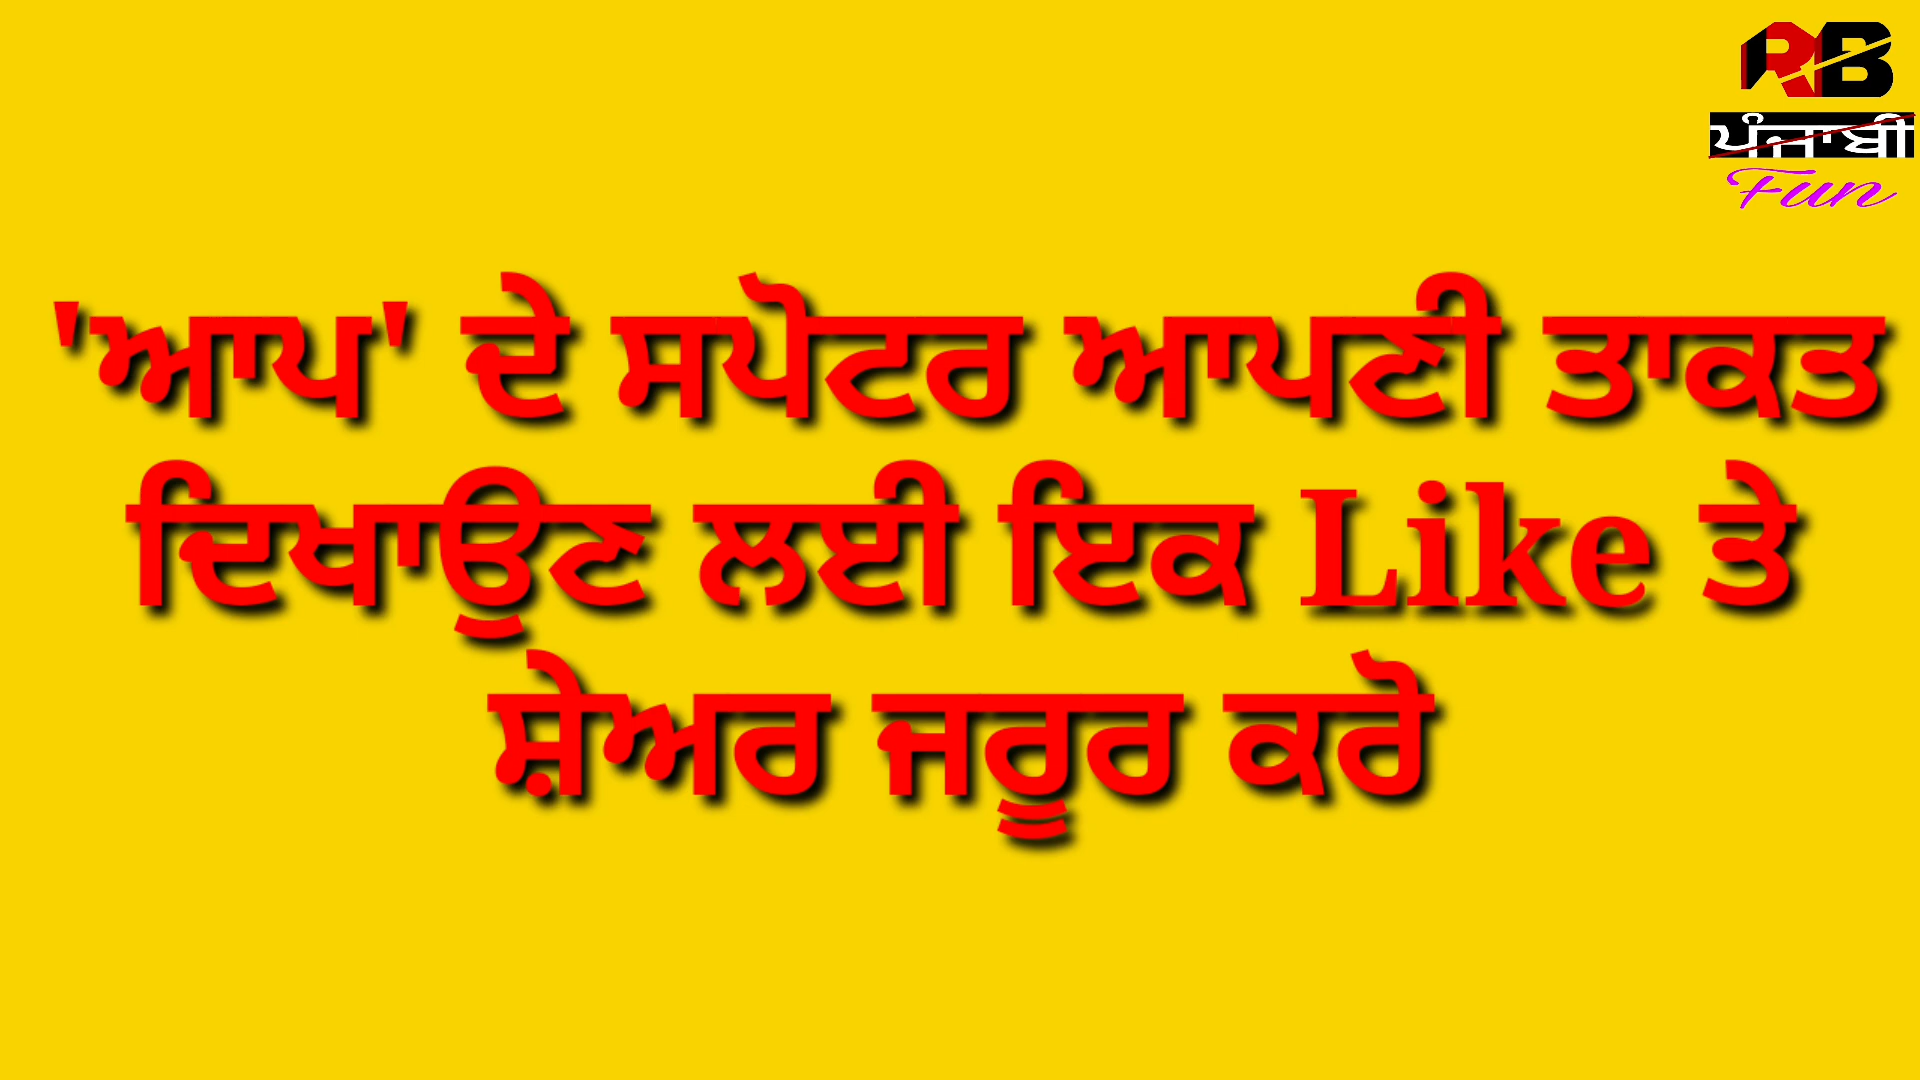 RB
ਪੰਜਾਬੀ
Fun
'ਆਪ' ਦੇ ਸਪੋਟਰ ਆਪਣੀ ਤਾਕਤ
ਦਿਖਾਉਣ ਲਈ ਇਕ Like ਤੇ
ਸ਼ੇਅਰ ਜਰੂਰ ਕਰੋ